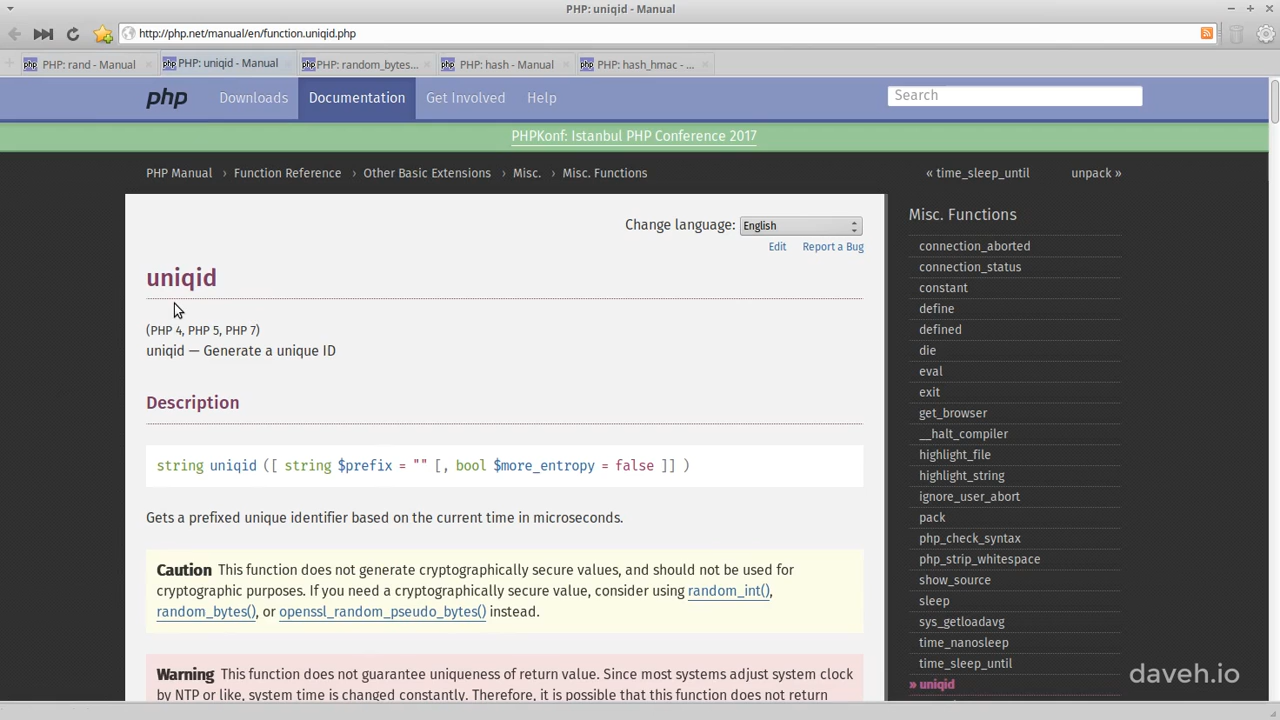 PHP: uniqid - Manual
http://php.net/manual/en/function.uniqid.php
PHP: rand - Manual
PHP: uniqid - Manual
PHP: random_bytes...
PHP: hash - Manual
PHP: hash_hmac - ...
php
Downloads
Documentation
Get Involved
Help
Search
PHPKonf: Istanbul PHP Conference 2017
PHP Manual › Function Reference › Other Basic Extensions › Misc. › Misc. Functions
« time_sleep_until
unpack »
Change language: English
Edit
Report a Bug
uniqid
(PHP 4, PHP 5, PHP 7)
uniqid — Generate a unique ID
Description
string uniqid ([ string $prefix = "" [, bool $more_entropy = false ]] )
Gets a prefixed unique identifier based on the current time in microseconds.
Caution This function does not generate cryptographically secure values, and should not be used for
cryptographic purposes. If you need a cryptographically secure value, consider using random_int(),
random_bytes(), or openssl_random_pseudo_bytes() instead.
Warning This function does not guarantee uniqueness of return value. Since most systems adjust system clock
by NTP or like, system time is changed constantly. Therefore, it is possible that this function does not return
Misc. Functions
connection_aborted
connection_status
constant
define
defined
die
eval
exit
get_browser
__halt_compiler
highlight_file
highlight_string
ignore_user_abort
pack
php_check_syntax
php_strip_whitespace
show_source
sleep
sys_getloadavg
time_nanosleep
time_sleep_until
» uniqid
daveh.io